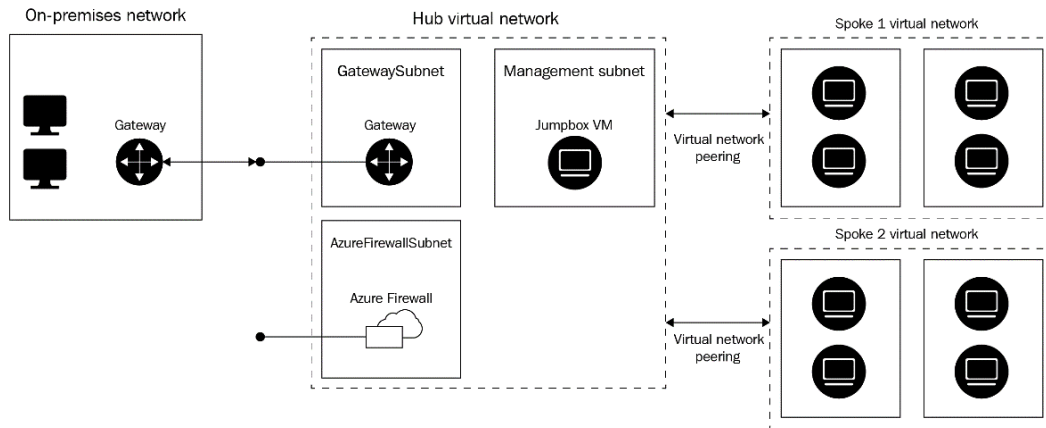 On-premises network
Gateway
Hub virtual network
GatewaySubnet
Gateway
Management subnet
Jumpbox VM
AzureFirewallSubnet
Azure Firewall
Virtual network
peering
Virtual network
peering
Spoke 1 virtual network
Spoke 2 virtual network